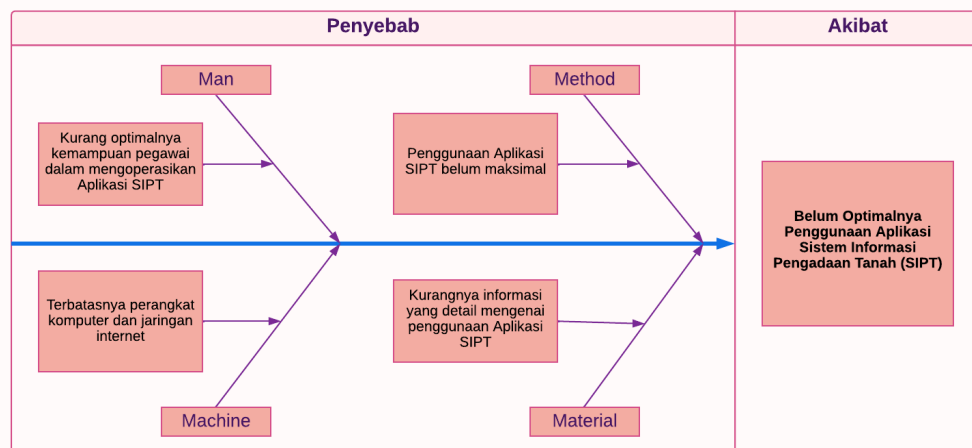 Penyebab
Akibat
Man
Method
Kurang optimalnya
kemampuan pegawai
dalam mengoperasikan
Aplikasi SIPT
Penggunaan Aplikasi
SIPT belum maksimal
Belum Optimalnya
Penggunaan Aplikasi
Sistem Informasi
Pengadaan Tanah (SIPT)
Terbatasnya perangkat
komputer dan jaringan
internet
Kurangnya informasi
yang detail mengenai
penggunaan Aplikasi
SIPT
Machine
Material